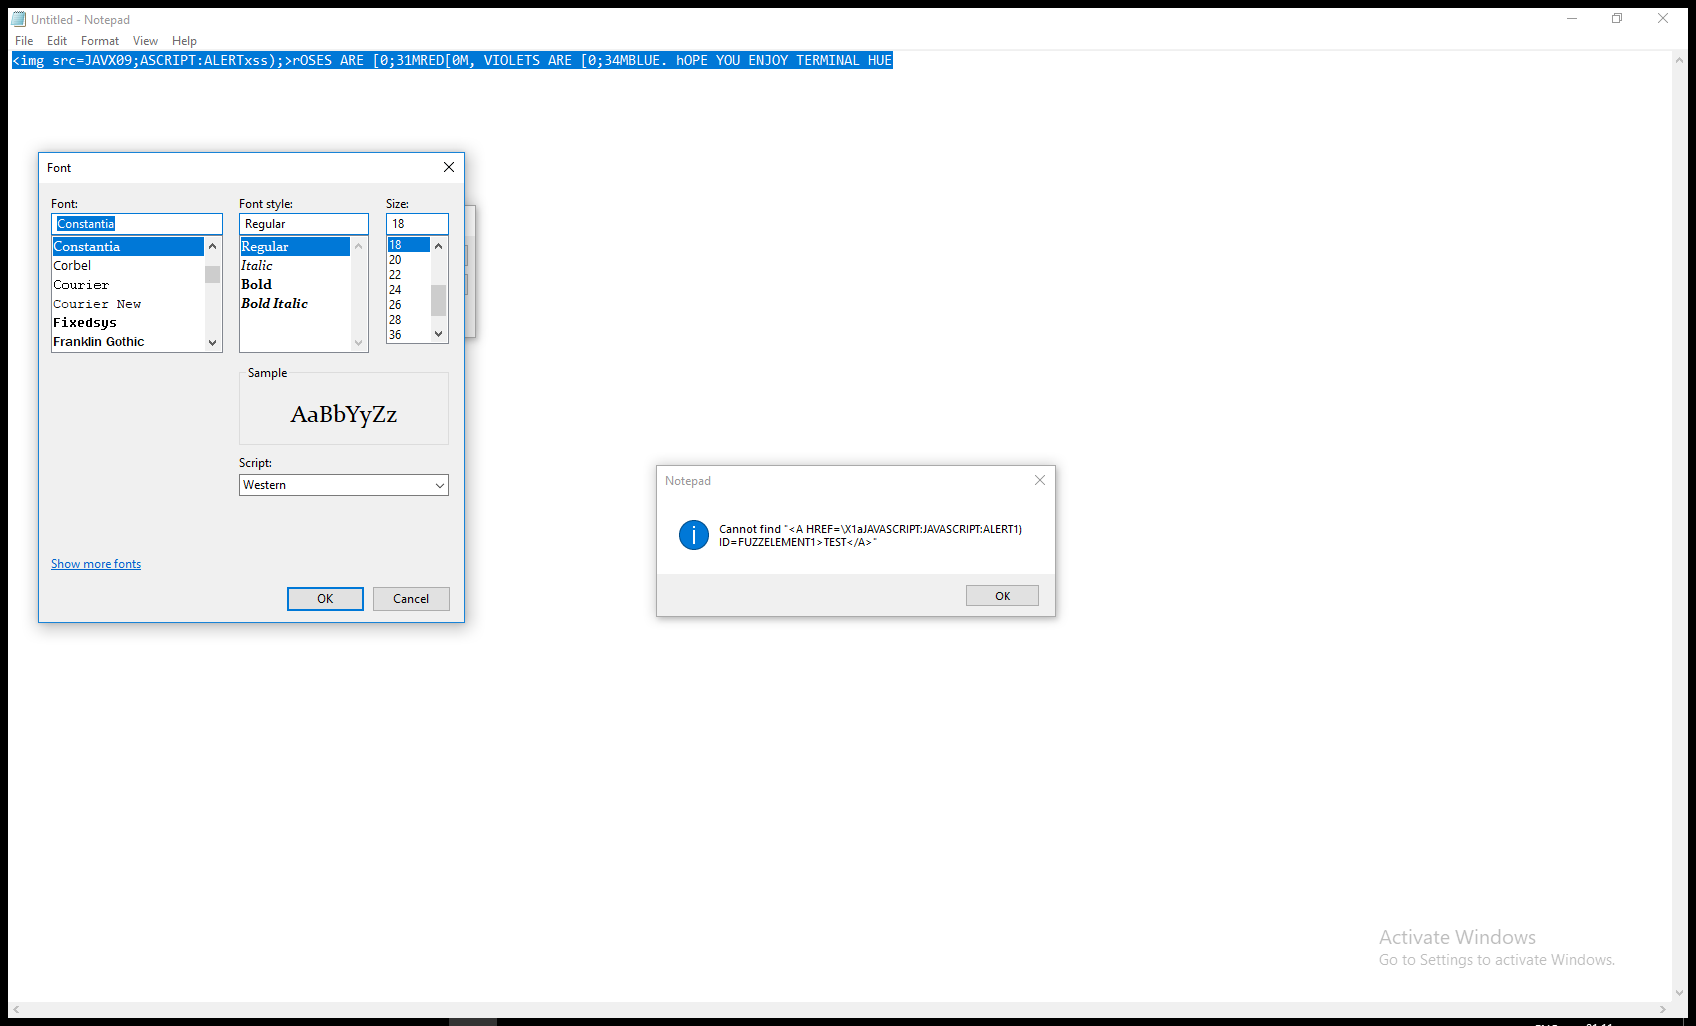 Untitled - Notepad
File Edit Format View Help
<img src=JAVX09;ASCRIPT:ALERTxss);>rOSES ARE [0;31MRED[0M, VIOLETS ARE [0;34MBLUE. hOPE YOU ENJOY TERMINAL HUE
Font
Font: Font style: Size:
Constantia Regular 18
Constantia
Corbel
Courier
Courier New
Fixedsys
Franklin Gothic
Regular
Italic
Bold
Bold Italic
18
20
22
24
26
28
36
Sample
AaBbYyZz
Script:
Western
Show more fonts
OK Cancel
Notepad
Cannot find "<A HREF=\X1aJAVASCRIPT:JAVASCRIPT:ALERT1)
ID=FUZZELEMENT1>TEST</A>"
OK
Activate Windows
Go to Settings to activate Windows.